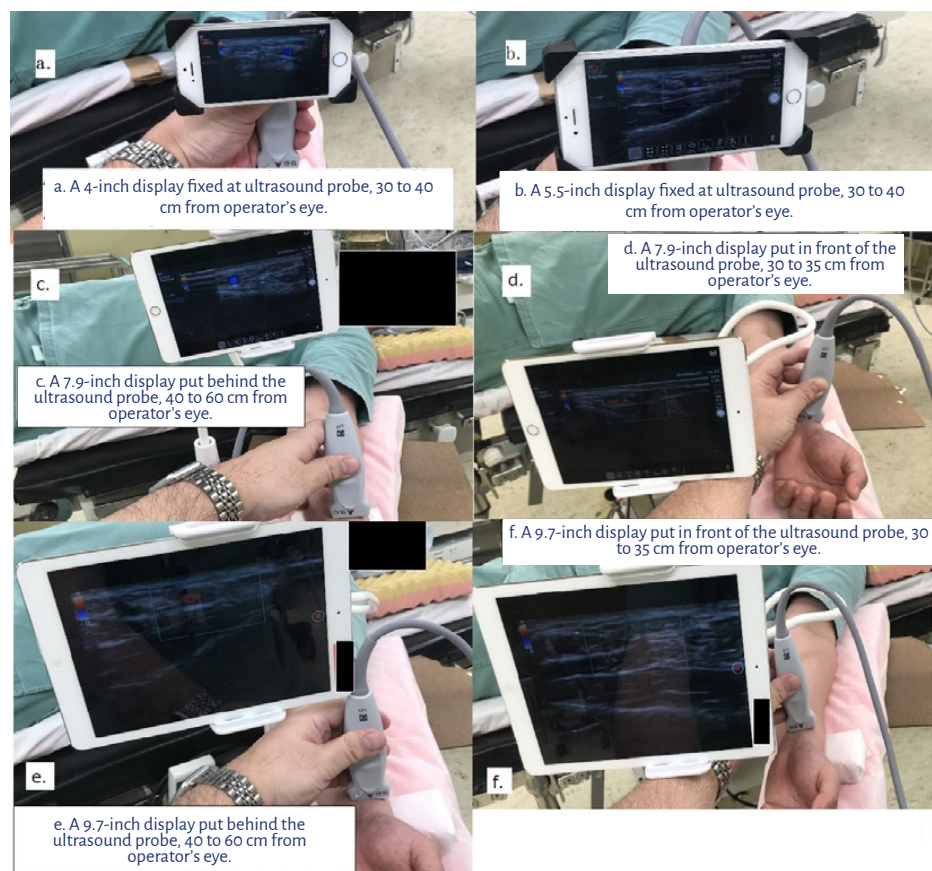 a.
a. A 4-inch display fixed at ultrasound probe, 30 to 40
cm from operator's eye.
b.
b. A 5.5-inch display fixed at ultrasound probe, 30 to 40
cm from operator's eye.
c.
c. A 7.9-inch display put behind the
ultrasound probe, 40 to 60 cm from
operator's eye.
d. A 7.9-inch display put in front of the
ultrasound probe, 30 to 35 cm from
operator's eye.
d.
e.
e. A 9.7-inch display put behind the
ultrasound probe, 40 to 60 cm from
operator's eye.
f. A 9.7-inch display put in front of the ultrasound probe, 30
to 35 cm from operator's eye.
f.